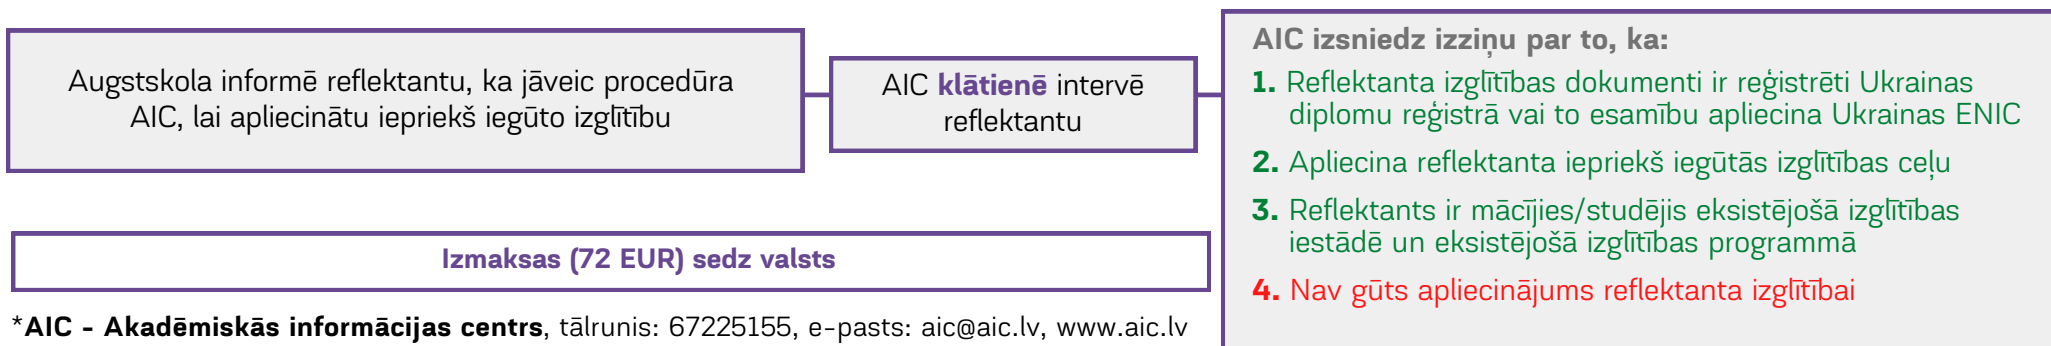 Augstskola informē reflektantu, ka jāveic procedūra
AIC, lai apliecinātu iepriekš iegūto izglītību
AIC klātienē intervē
reflektantu
AIC izsniedz izziņu par to, ka:
1. Reflektanta izglītības dokumenti ir reģistrēti Ukrainas
diplomu reģistrā vai to esamību apliecina Ukrainas ENIC
2. Apliecina reflektanta iepriekš iegūtās izglītības ceļu
3. Reflektants ir mācījies/studējis eksistējošā izglītības
iestādē un eksistējošā izglītības programmā
4. Nav gūts apliecinājums reflektanta izglītībai
Izmaksas (72 EUR) sedz valsts
*AIC - Akadēmiskās informācijas centrs, tālrunis: 67225155, e-pasts: aic@aic.lv, www.aic.lv